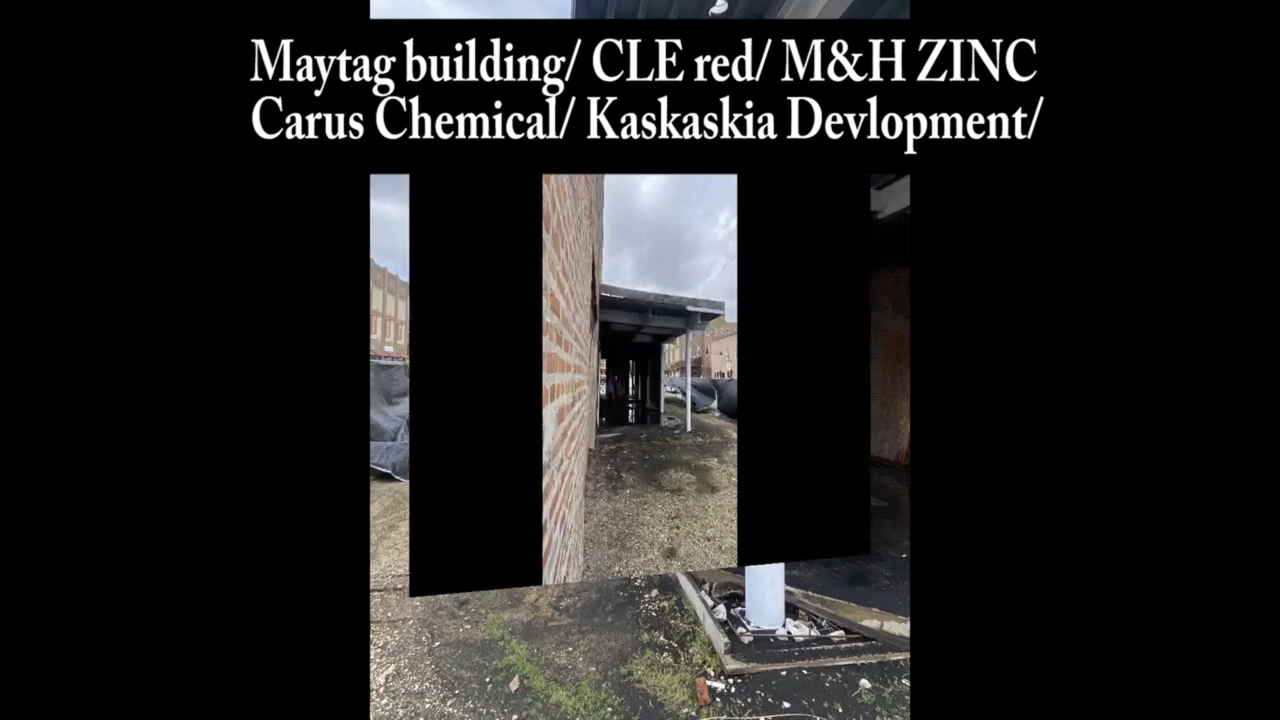 Maytag building/ CLE red/ M&H ZINC
Carus Chemical/ Kaskaskia Devlopment/